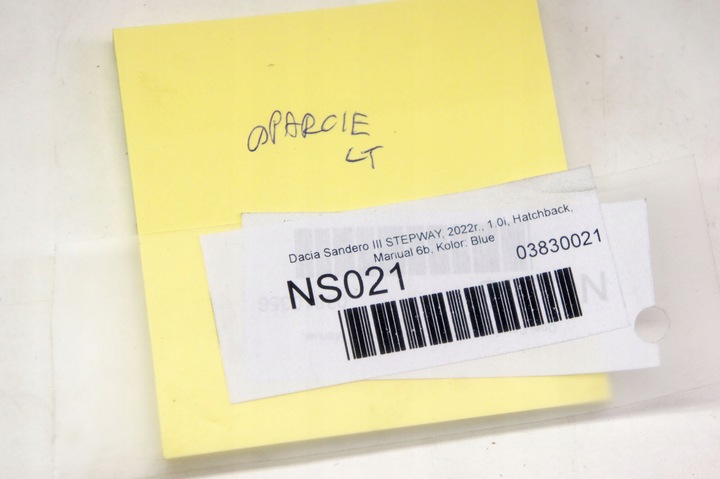 OPARCIE
LT
Dacia Sandero III STEPWAY, 2022r., 1.0i, Hatchback,
Manual 6b, Kolor: Blue
NS021
03830021